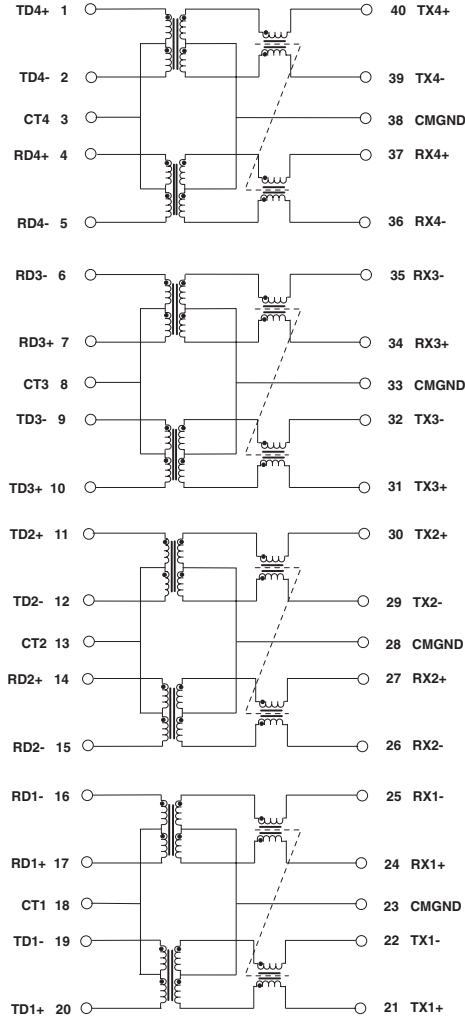 TD4+ 1 40 TX4+
TD4- 2 39 TX4-
CT4 3 38 CMGND
RD4+ 4 37 RX4+
RD4- 5 36 RX4-
RD3- 6 35 RX3-
RD3+ 7 34 RX3+
CT3 8 33 CMGND
TD3- 9 32 TX3-
TD3+ 10 31 TX3+
TD2+ 11 30 TX2+
TD2- 12 29 TX2-
CT2 13 28 CMGND
RD2+ 14 27 RX2+
RD2- 15 26 RX2-
RD1- 16 25 RX1-
RD1+ 17 24 RX1+
CT1 18 23 CMGND
TD1- 19 22 TX1-
TD1+ 20 21 TX1+